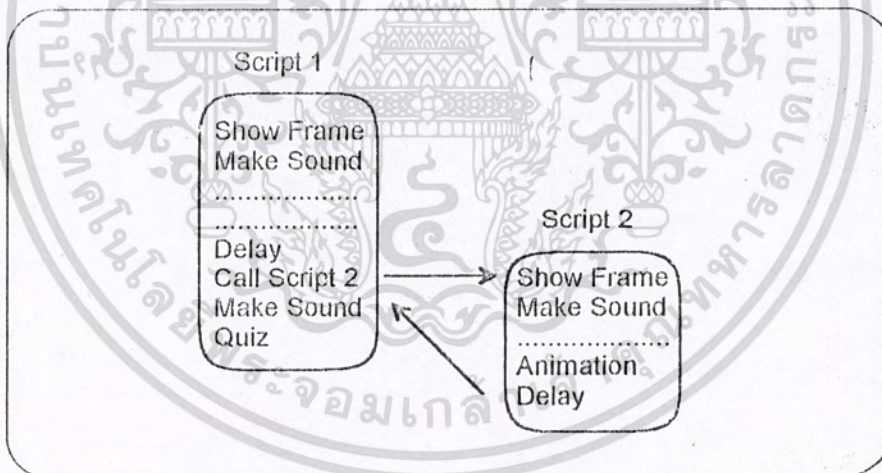 Script 1
Show Frame
Make Sound
...................
...................
Delay
Call Script 2
Make Sound
Quiz
Script 2
Show Frame
Make Sound
....................
Animation
Delay